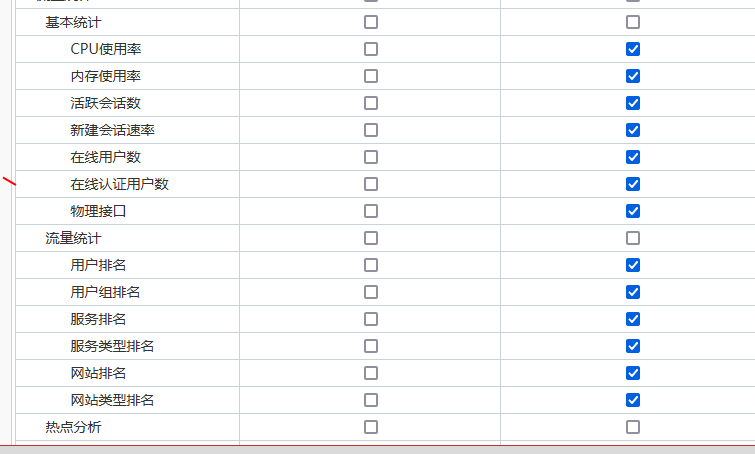 基本统计
CPU使用率
内存使用率
活跃会话数
新建会话速率
在线用户数
在线认证用户数
物理接口
流量统计
用户排名
用户组排名
服务排名
服务类型排名
网站排名
网站类型排名
热点分析